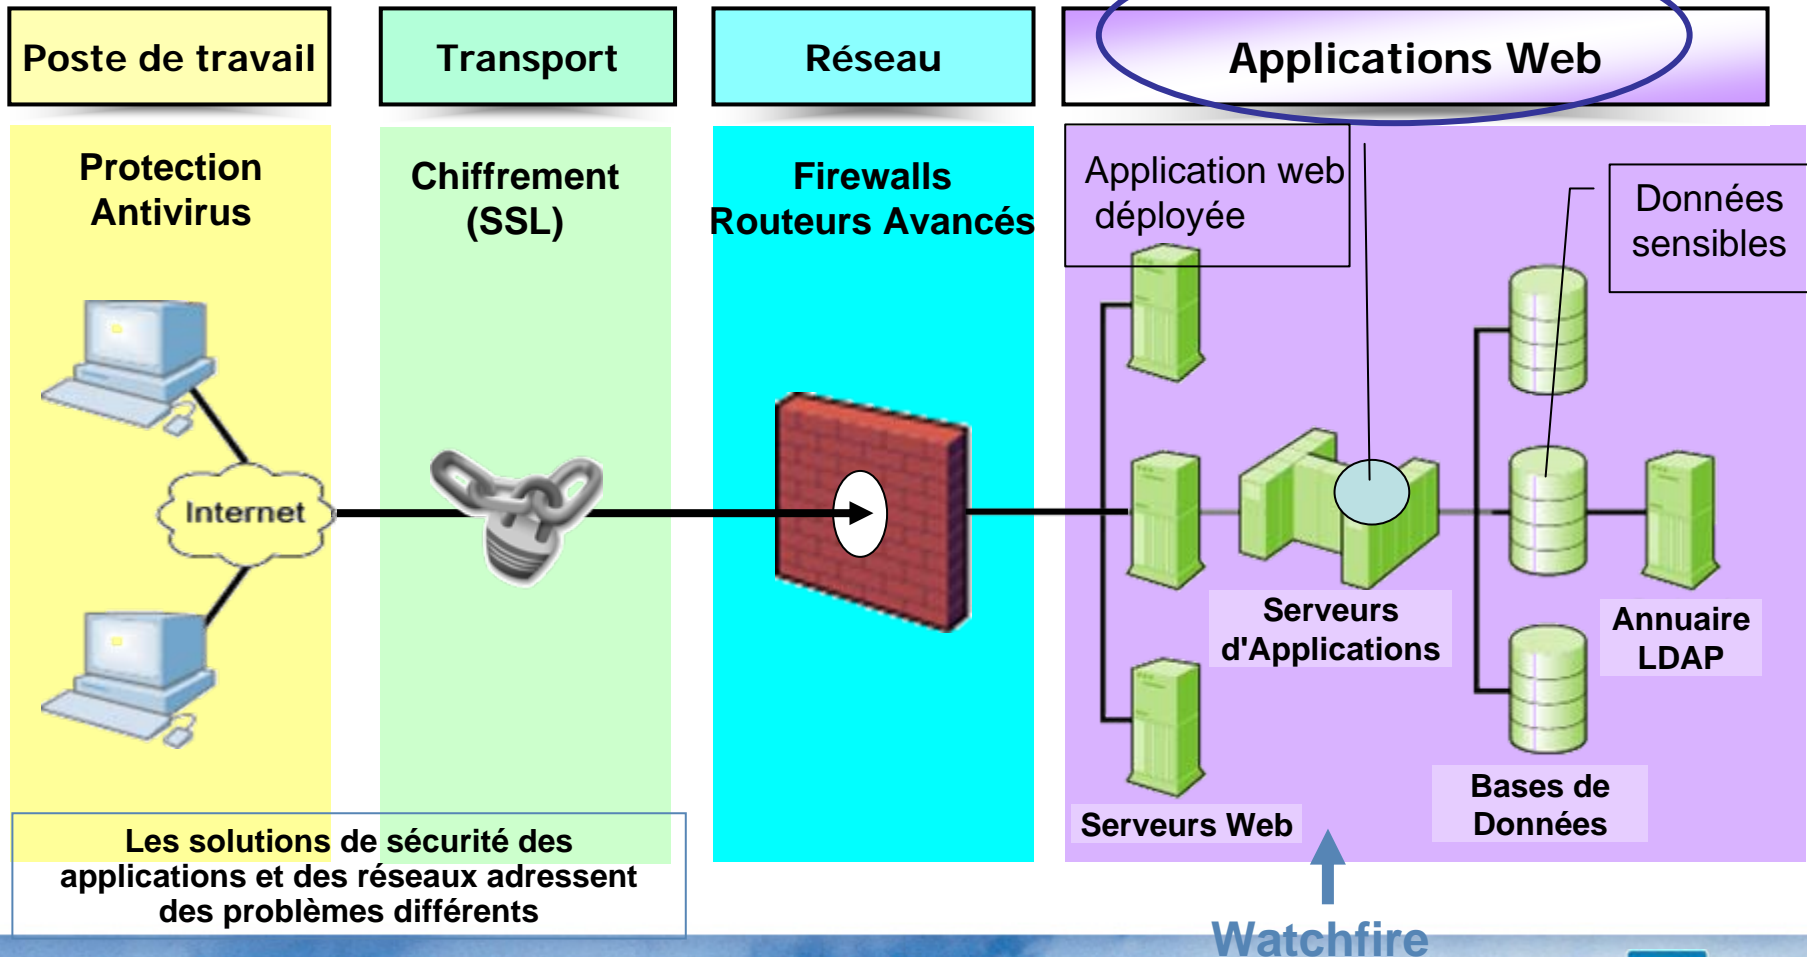 Poste de travail
Transport
Réseau
Applications Web
Protection
Antivirus
Chiffrement
(SSL)
Firewalls
Routeurs Avancés
Application web
déployée
Données
sensibles
Internet
Serveurs
d'Applications
Annuaire
LDAP
Bases de
Données
Serveurs Web
Les solutions de sécurité des
applications et des réseaux adressent
des problèmes différents
Watchfire